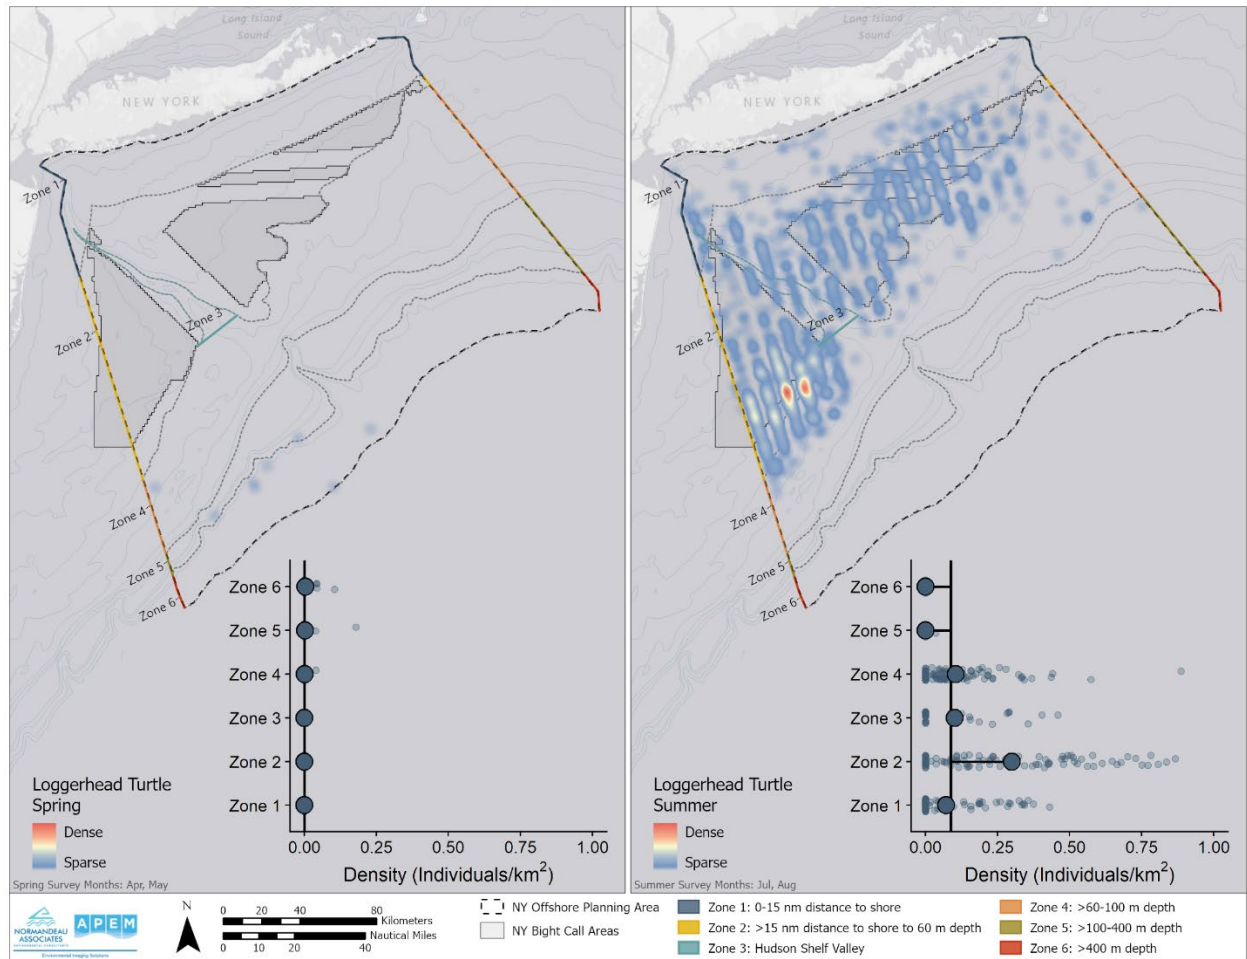 Long Island
Sound
NEW YORK
Zone 1
Zone 2
Zone 3
Zone 4
Zone 5
Zone 6
Zone 6
Zone 5
Zone 4
Zone 3
Zone 2
Zone 1
0.00 0.25 0.50 0.75 1.00
Density (Individuals/km²)
Loggerhead Turtle
Spring
Dense
Sparse
Spring Survey Months: Apr, May
Long Island
Sound
NEW YORK
Zone 1
Zone 2
Zone 3
Zone 4
Zone 5
Zone 6
Zone 6
Zone 5
Zone 4
Zone 3
Zone 2
Zone 1
0.00 0.25 0.50 0.75 1.00
Density (Individuals/km²)
Loggerhead Turtle
Summer
Dense
Sparse
Summer Survey Months: Jul, Aug
NORMANDEAU
ASSOCIATES
ENVIRONMENTAL CONSULTANTS
APEM
Environmental Imaging Solutions
N
0 20 40 80
Kilometers
Nautical Miles
0 10 20 40
NY Offshore Planning Area
NY Bight Call Areas
Zone 1: 0-15 nm distance to shore
Zone 2: >15 nm distance to shore to 60 m depth
Zone 3: Hudson Shelf Valley
Zone 4: >60-100 m depth
Zone 5: >100-400 m depth
Zone 6: >400 m depth